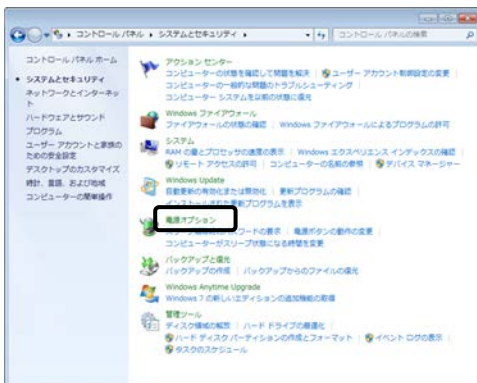 コントロール パネル ▸ システムとセキュリティ ▸
コントロール パネルの検索
コントロール パネル ホーム
システムとセキュリティ
ネットワークとインターネット
ハードウェアとサウンド
プログラム
ユーザー アカウントと家族のための安全設定
デスクトップのカスタマイズ
時計、言語、および地域
コンピューターの簡単操作
アクション センター
コンピューターの状態を確認して問題を解決 | ユーザー アカウント制御設定の変更 |
コンピューターの一般的な問題のトラブルシューティング |
コンピューター システムを以前の状態に復元
Windows ファイアウォール
ファイアウォールの状態の確認 | Windows ファイアウォールによるプログラムの許可
システム
RAM の量とプロセッサの速度の表示 | Windows エクスペリエンス インデックスの確認
リモート アクセスの許可 | コンピューターの名前の参照 | デバイス マネージャー
Windows Update
自動更新の有効化または無効化 | 更新プログラムの確認 |
インストールされた更新プログラムを表示
電源オプション
パスワードの要求 | 電源ボタンの動作の変更 |
コンピューターがスリープ状態になる時間を変更
バックアップと復元
バックアップの作成 | バックアップからのファイルの復元
Windows Anytime Upgrade
Windows 7 の新しいエディションの追加機能の取得
管理ツール
ディスク領域の解放 | ハード ドライブの最適化 |
ハード ディスク パーティションの作成とフォーマット | イベント ログの表示 |
タスクのスケジュール